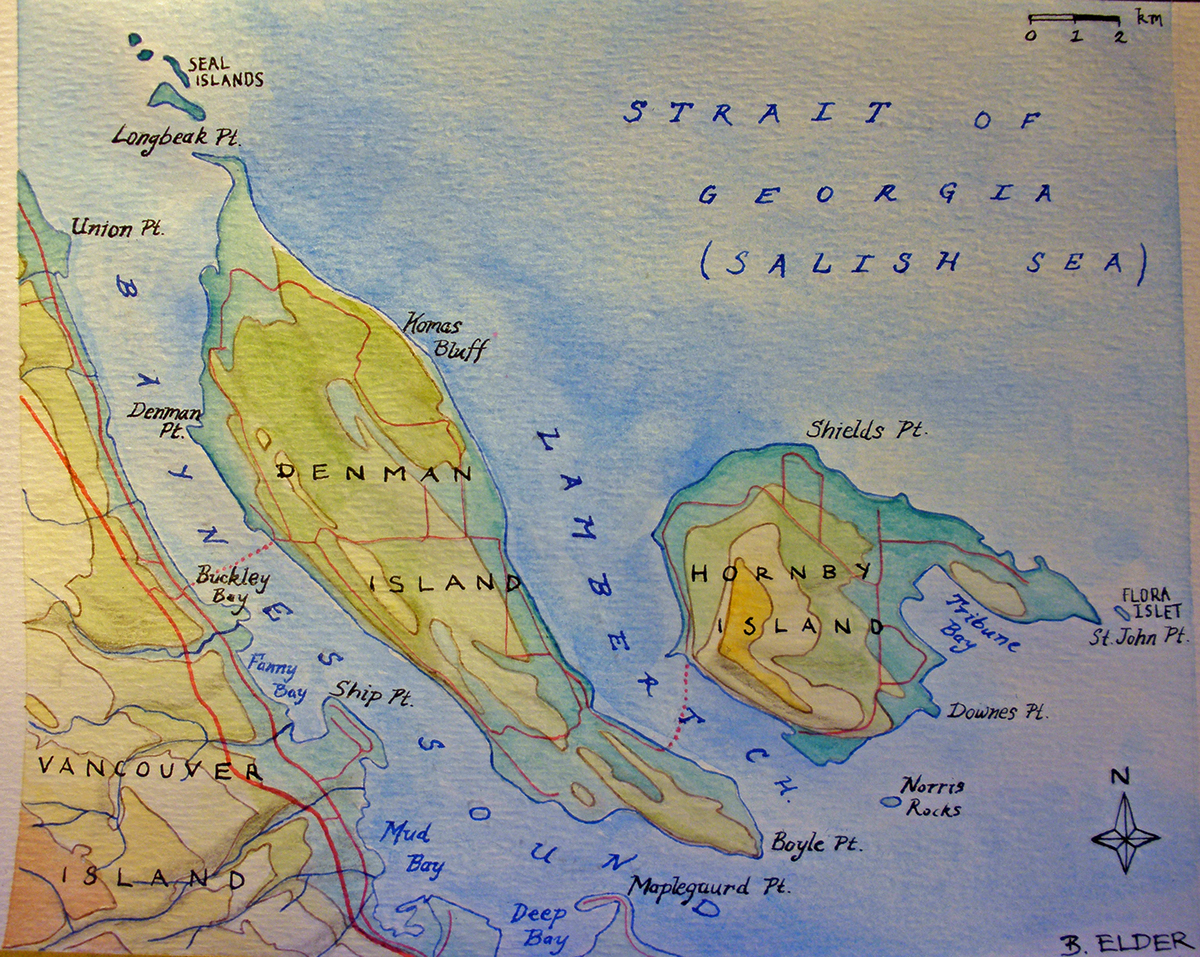 km
0 1 2
SEAL
ISLANDS
Longbeak Pt.
STRAIT OF
GEORGIA
(SALISH SEA)
Union Pt.
BAYNES SOUND
Komas
Bluff
Denman
Pt.
LAMBERT CH.
Shields Pt.
DENMAN
ISLAND
HORNBY
ISLAND
Buckley
Bay
Tribune
Bay
FLORA
ISLET
St. John Pt.
Fanny
Bay
Ship Pt.
Downes Pt.
VANCOUVER
ISLAND
Norris
Rocks
N
Mud
Bay
Boyle Pt.
Maplegaurd Pt.
Deep
Bay
B. ELDER